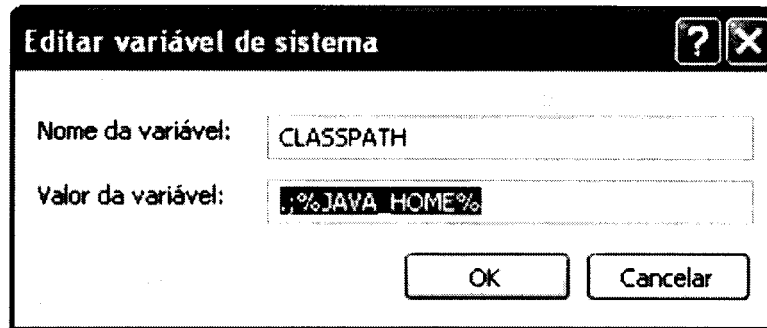 Editar variável de sistema
Nome da variável: CLASSPATH
Valor da variável: .;%JAVA_HOME%
OK Cancelar